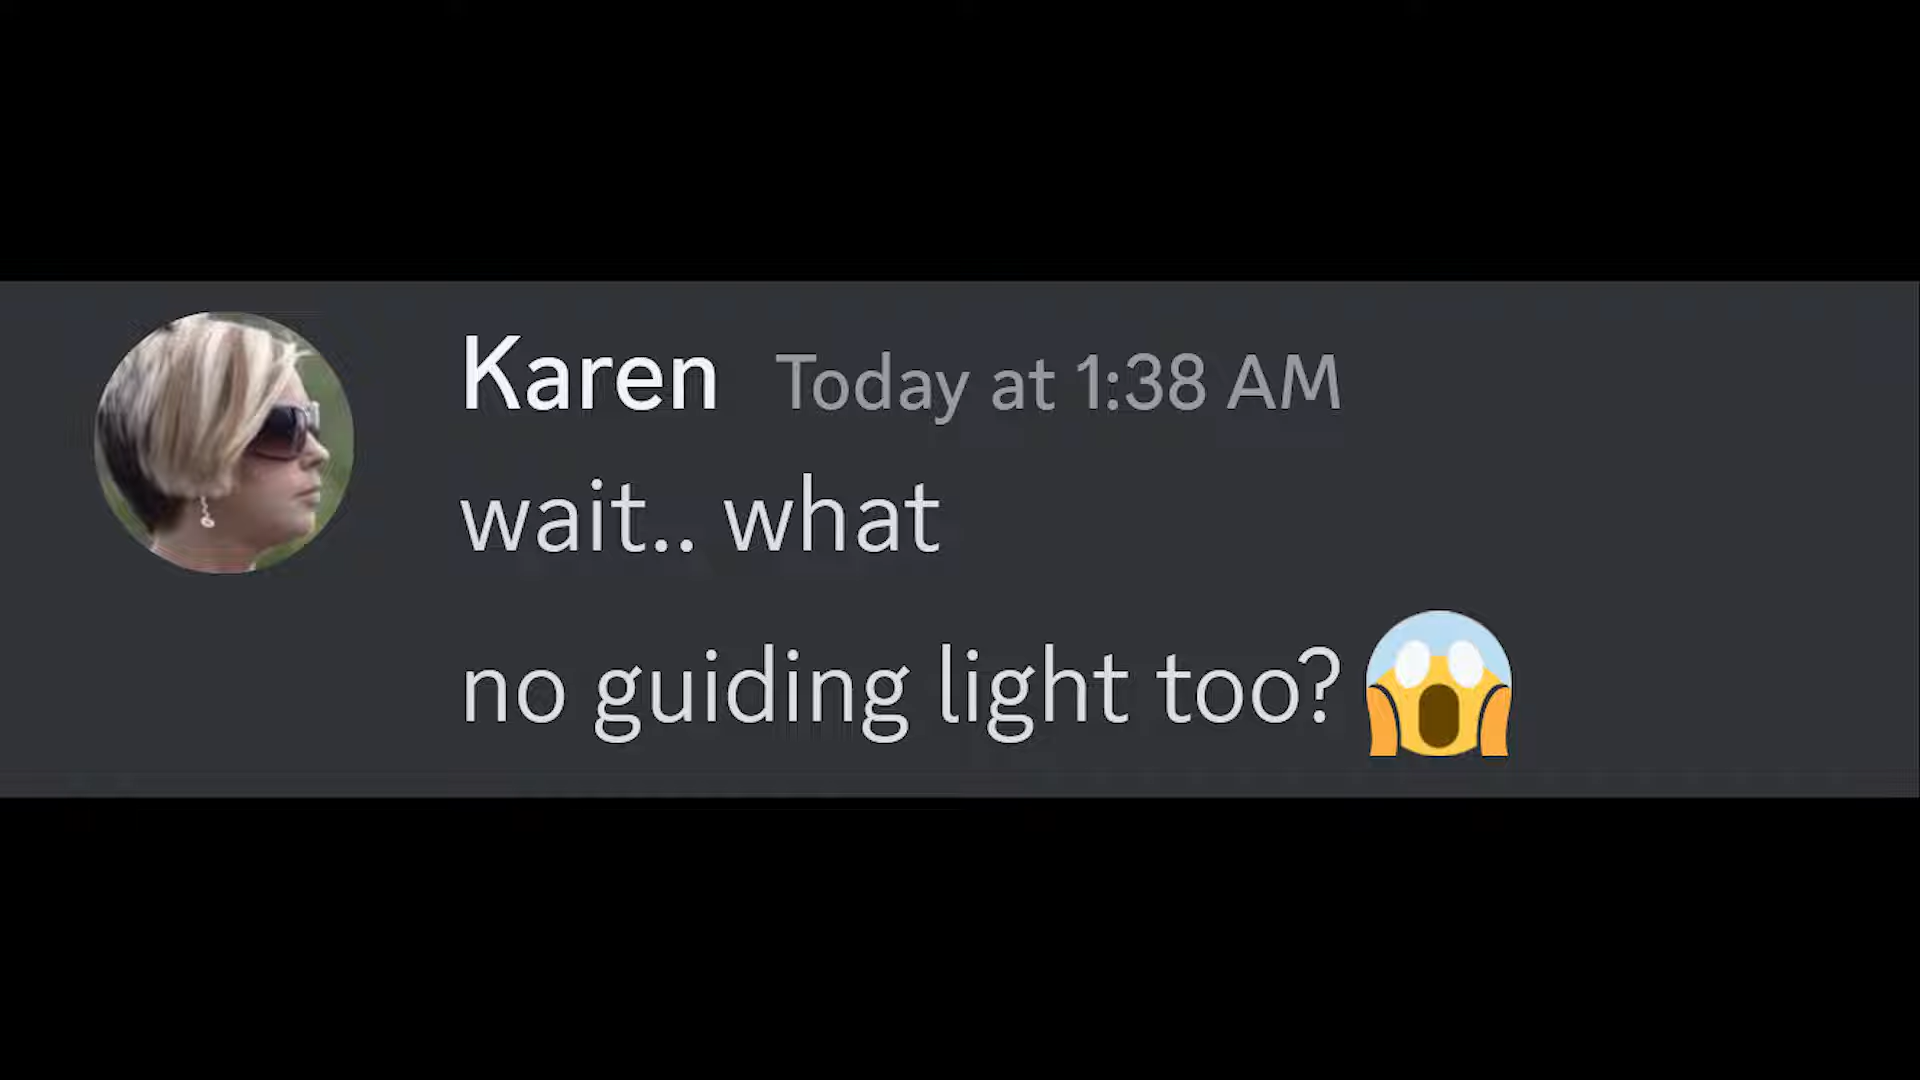 Karen Today at 1:38 AM
wait.. what
no guiding light too? 😱